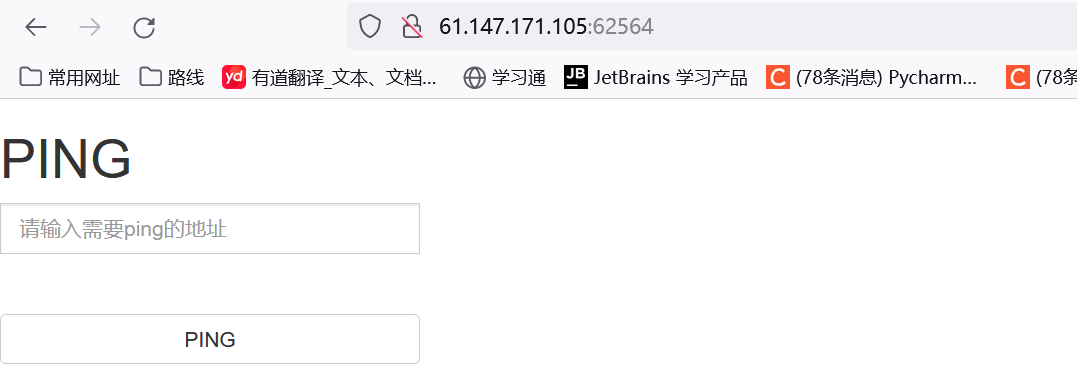 61.147.171.105:62564
常用网址 路线 yd 有道翻译_文本、文档... 学习通 JB JetBrains 学习产品 C (78条消息) Pycharm... C (78条
PING
请输入需要ping的地址
PING